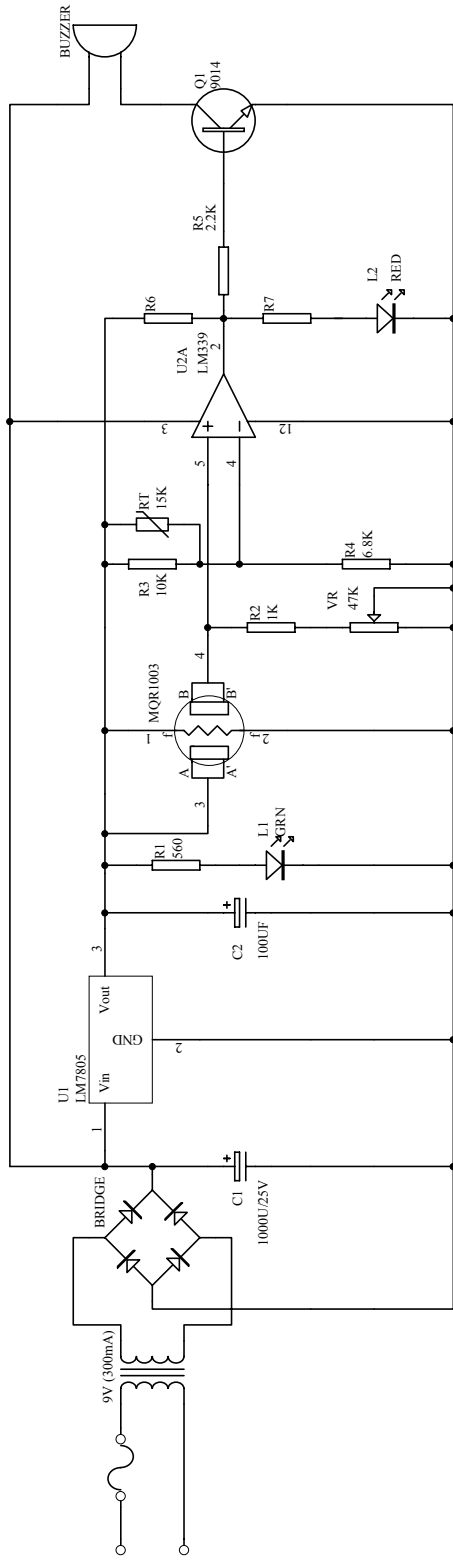 9V (300mA)
BRIDGE
C1
1000U/25V
U1
LM7805
1
Vin
Vout
GND
2
3
C2
100UF
R1
560
L1
GRN
3
A
A'
MQR1003
1
f
f
2
B
B'
4
R2
1K
VR
47K
R3
10K
RT
15K
R4
6.8K
5
4
+
−
3
12
U2A
LM339
2
R6
R7
L2
RED
R5
2.2K
Q1
9014
BUZZER